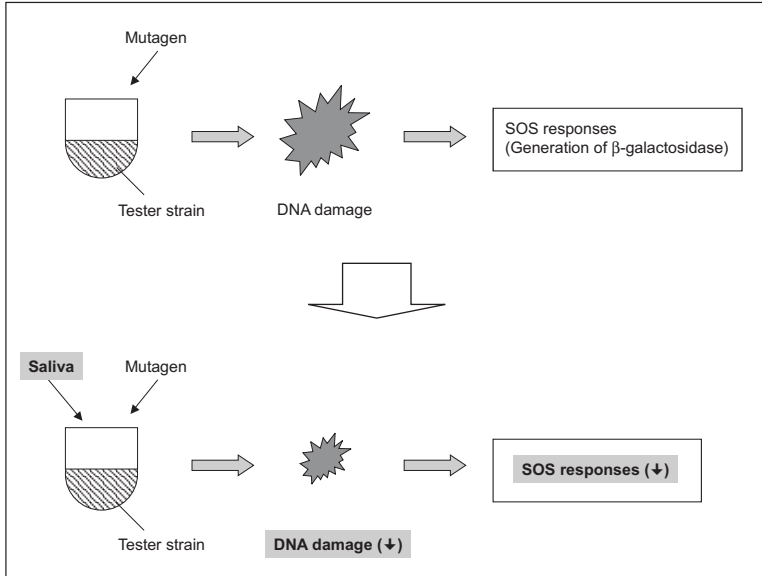 Mutagen
SOS responses
(Generation of β-galactosidase)
Tester strain
DNA damage
Saliva
Mutagen
SOS responses (↓)
Tester strain
DNA damage (↓)